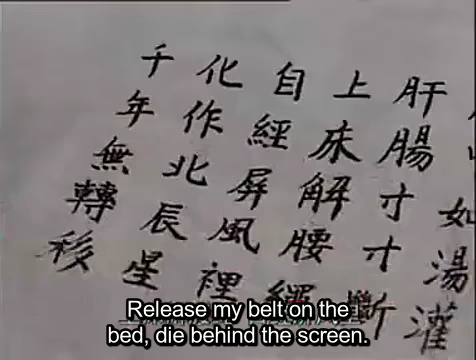 如湯灌
肝腸寸寸斷
上床解腰繩
自經屏風裡
化作北辰星
千年無轉移
Release my belt on the
bed, die behind the screen.